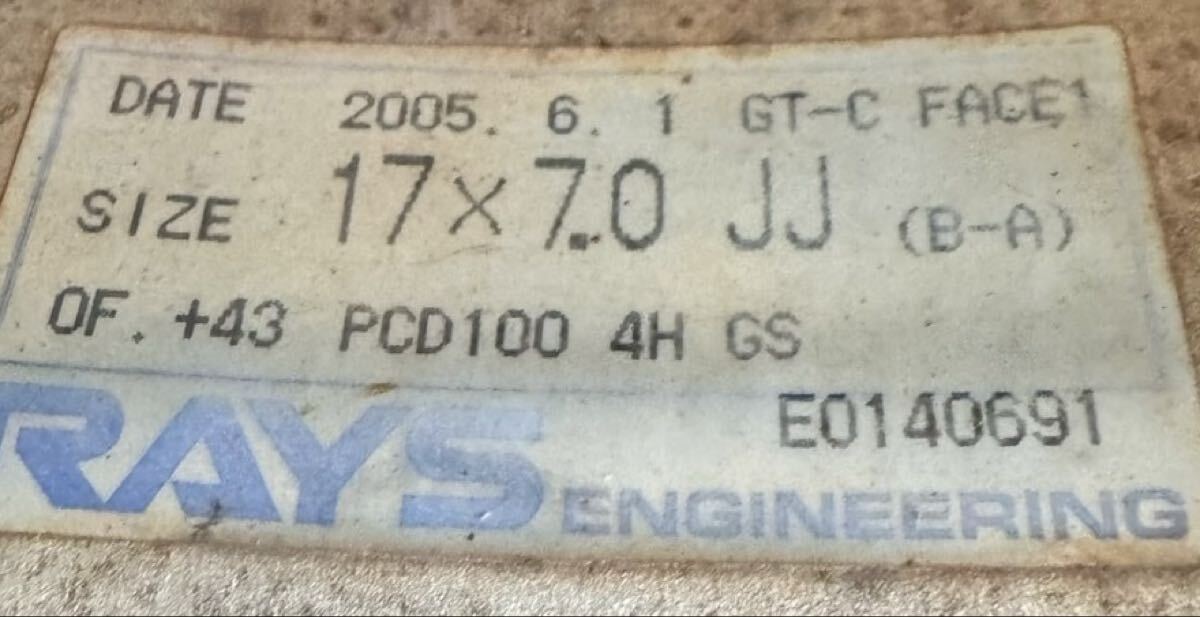 DATE 2005. 6. 1 GT-C FACE1
SIZE 17×7.0 JJ (B-A)
OF. +43 PCD100 4H GS
E0140691
RAYS ENGINEERING